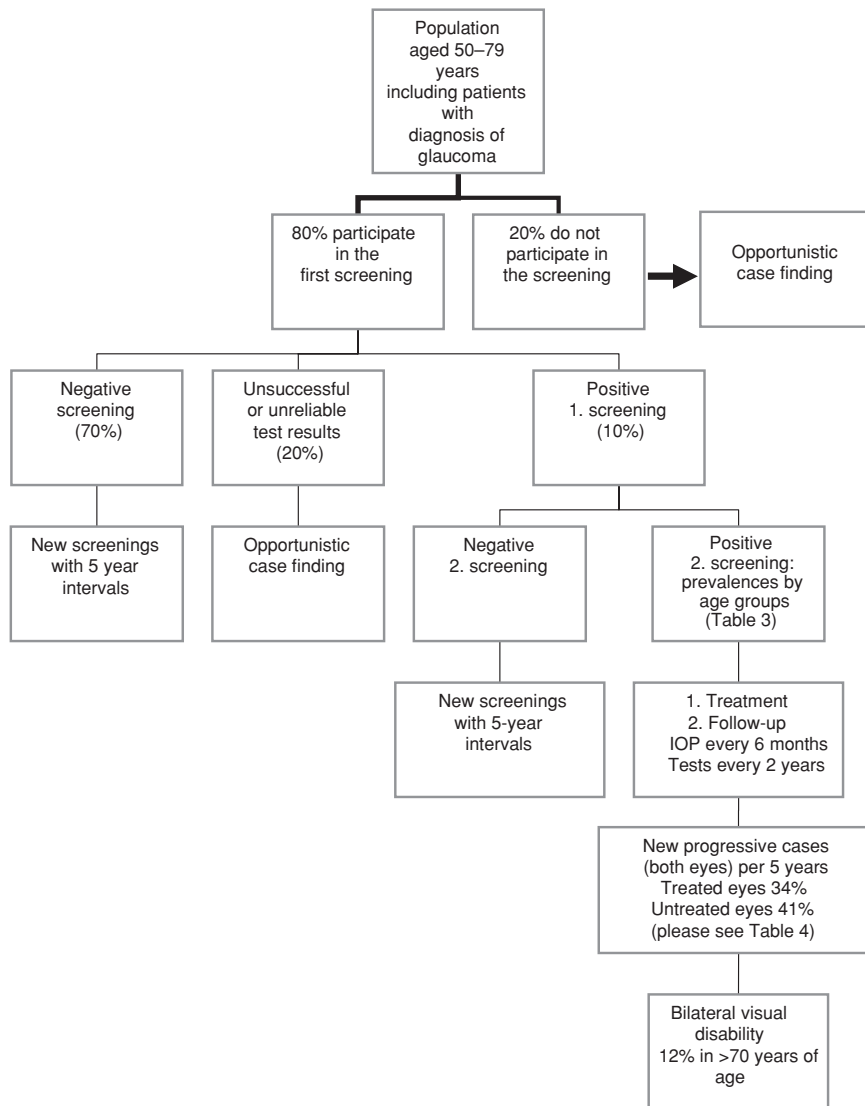 Population
aged 50–79
years
including patients
with
diagnosis of
glaucoma
80% participate
in the
first screening
20% do not
participate in
the screening
Opportunistic
case finding
Negative
screening
(70%)
Unsuccessful
or unreliable
test results
(20%)
Positive
1. screening
(10%)
New screenings
with 5 year
intervals
Opportunistic
case finding
Negative
2. screening
Positive
2. screening:
prevalences by
age groups
(Table 3)
New screenings
with 5-year
intervals
1. Treatment
2. Follow-up
IOP every 6 months
Tests every 2 years
New progressive cases
(both eyes) per 5 years
Treated eyes 34%
Untreated eyes 41%
(please see Table 4)
Bilateral visual
disability
12% in >70 years of
age